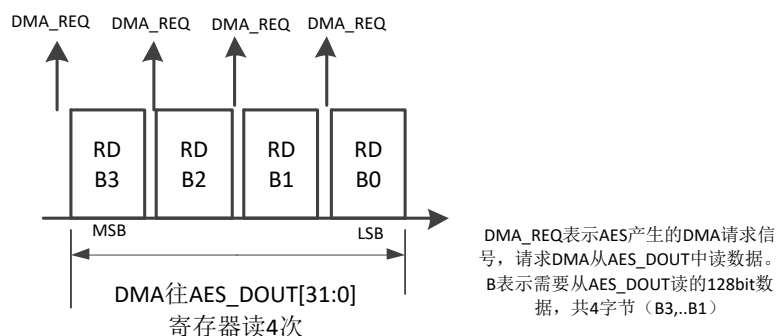 DMA_REQ DMA_REQ DMA_REQ DMA_REQ
RD RD RD RD
B3 B2 B1 B0
MSB LSB
DMA往AES_DOUT[31:0]
寄存器读4次
DMA_REQ表示AES产生的DMA请求信
号，请求DMA从AES_DOUT中读数据。
B表示需要从AES_DOUT读的128bit数
据，共4字节（B3,..B1）